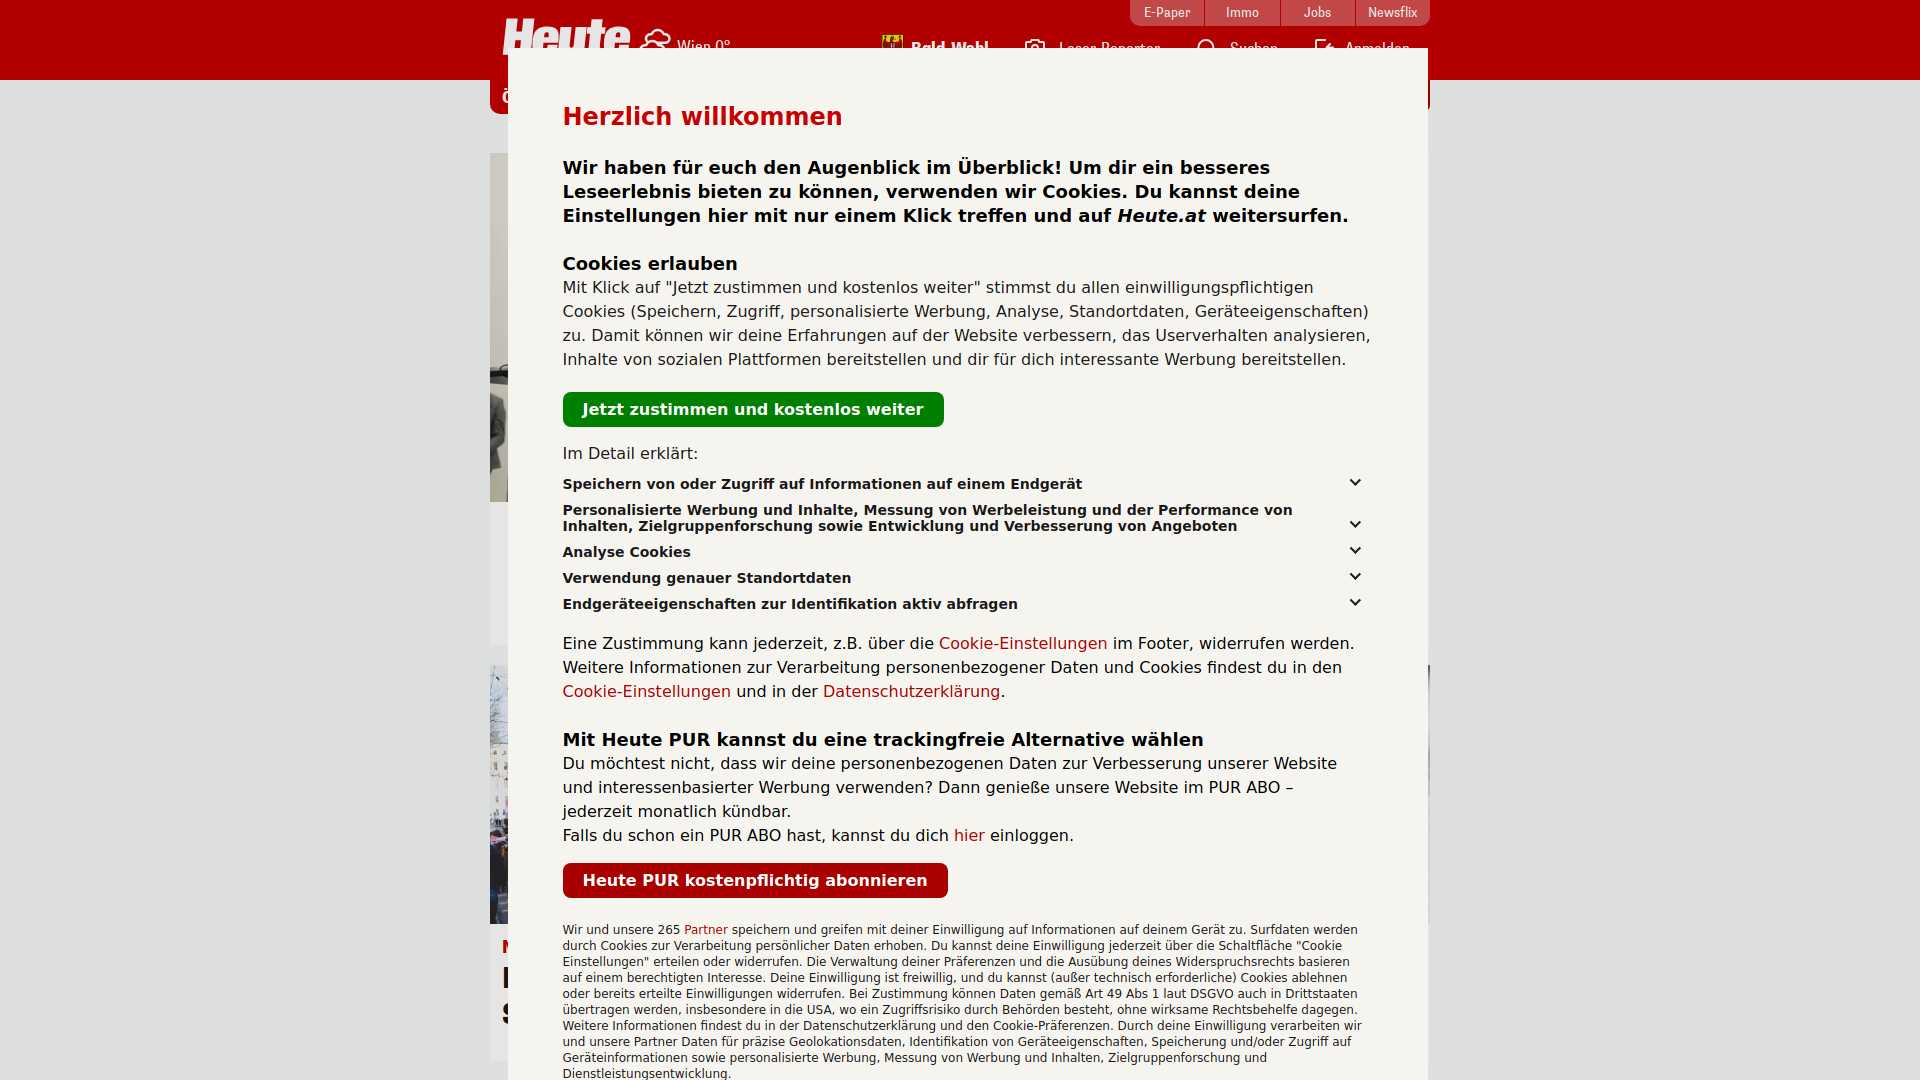 E-Paper
Immo
Jobs
Newsflix
Heute
Wien 0°
Bgld-Wahl
Leser-Reporter
Suchen
Anmelden
Herzlich willkommen
Wir haben für euch den Augenblick im Überblick! Um dir ein besseres
Leseerlebnis bieten zu können, verwenden wir Cookies. Du kannst deine
Einstellungen hier mit nur einem Klick treffen und auf Heute.at weitersurfen.
Cookies erlauben
Mit Klick auf "Jetzt zustimmen und kostenlos weiter" stimmst du allen einwilligungspflichtigen
Cookies (Speichern, Zugriff, personalisierte Werbung, Analyse, Standortdaten, Geräteeigenschaften)
zu. Damit können wir deine Erfahrungen auf der Website verbessern, das Userverhalten analysieren,
Inhalte von sozialen Plattformen bereitstellen und dir für dich interessante Werbung bereitstellen.
Jetzt zustimmen und kostenlos weiter
Im Detail erklärt:
Speichern von oder Zugriff auf Informationen auf einem Endgerät
Personalisierte Werbung und Inhalte, Messung von Werbeleistung und der Performance von
Inhalten, Zielgruppenforschung sowie Entwicklung und Verbesserung von Angeboten
Analyse Cookies
Verwendung genauer Standortdaten
Endgeräteeigenschaften zur Identifikation aktiv abfragen
Eine Zustimmung kann jederzeit, z.B. über die Cookie-Einstellungen im Footer, widerrufen werden.
Weitere Informationen zur Verarbeitung personenbezogener Daten und Cookies findest du in den
Cookie-Einstellungen und in der Datenschutzerklärung.
Mit Heute PUR kannst du eine trackingfreie Alternative wählen
Du möchtest nicht, dass wir deine personenbezogenen Daten zur Verbesserung unserer Website
und interessenbasierter Werbung verwenden? Dann genieße unsere Website im PUR ABO –
jederzeit monatlich kündbar.
Falls du schon ein PUR ABO hast, kannst du dich hier einloggen.
Heute PUR kostenpflichtig abonnieren
Wir und unsere 265 Partner speichern und greifen mit deiner Einwilligung auf Informationen auf deinem Gerät zu. Surfdaten werden
durch Cookies zur Verarbeitung persönlicher Daten erhoben. Du kannst deine Einwilligung jederzeit über die Schaltfläche "Cookie
Einstellungen" erteilen oder widerrufen. Die Verwaltung deiner Präferenzen und die Ausübung deines Widerspruchsrechts basieren
auf einem berechtigten Interesse. Deine Einwilligung ist freiwillig, und du kannst (außer technisch erforderliche) Cookies ablehnen
oder bereits erteilte Einwilligungen widerrufen. Bei Zustimmung können Daten gemäß Art 49 Abs 1 laut DSGVO auch in Drittstaaten
übertragen werden, insbesondere in die USA, wo ein Zugriffsrisiko durch Behörden besteht, ohne wirksame Rechtsbehelfe dagegen.
Weitere Informationen findest du in der Datenschutzerklärung und den Cookie-Präferenzen. Durch deine Einwilligung verarbeiten wir
und unsere Partner Daten für präzise Geolokationsdaten, Identifikation von Geräteeigenschaften, Speicherung und/oder Zugriff auf
Geräteinformationen sowie personalisierte Werbung, Messung von Werbung und Inhalten, Zielgruppenforschung und
Dienstleistungsentwicklung.